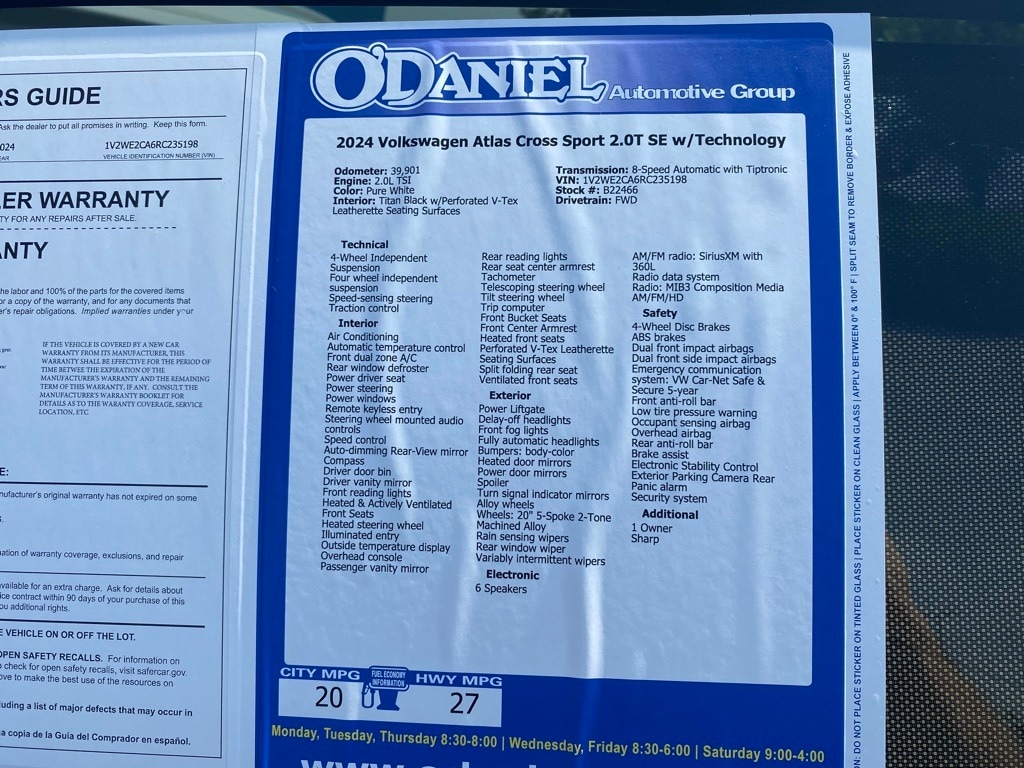 RS GUIDE
Ask the dealer to put all promises in writing. Keep this form.
024
1V2WE2CA6RC235198
VEHICLE IDENTIFICATION NUMBER (VIN)
LER WARRANTY
FOR ANY REPAIRS AFTER SALE.
ANTY
the labor and 100% of the parts for the covered items
or a copy of the warranty, and for any documents that
er's repair obligations. Implied warranties under your
IF THE VEHICLE IS COVERED BY A NEW CAR
WARRANTY FROM ITS MANUFACTURER, THIS
WARRANTY SHALL BE EFFECTIVE FOR THE PERIOD OF
TIME BETWEE THE EXPIRATION OF THE
MANUFACTURER'S WARRANTY AND THE REMAINING
TERM OF THIS WARRANTY, IF ANY. CONSULT THE
MANUFACTURER'S WARRANTY BOOKLET FOR
DETAILS AS TO THE WARRANTY COVERAGE, SERVICE
LOCATION, ETC
E:
nufacturer's original warranty has not expired on some
s.
nation of warranty coverage, exclusions, and repair
available for an extra charge. Ask for details about
ice contract within 90 days of your purchase of this
ou additional rights.
E VEHICLE ON OR OFF THE LOT.
OPEN SAFETY RECALLS. For information on
check for open safety recalls, visit safercar.gov.
ove to make the best use of the resources on
luding a list of major defects that may occur in
a copia de la Guía del Comprador en español.
O'DANIEL Automotive Group
2024 Volkswagen Atlas Cross Sport 2.0T SE w/Technology
Odometer: 39,901
Engine: 2.0L TSI
Color: Pure White
Interior: Titan Black w/Perforated V-Tex
Leatherette Seating Surfaces
Transmission: 8-Speed Automatic with Tiptronic
VIN: 1V2WE2CA6RC235198
Stock #: B22466
Drivetrain: FWD
Technical
4-Wheel Independent
Suspension
Four wheel independent
suspension
Speed-sensing steering
Traction control
Interior
Air Conditioning
Automatic temperature control
Front dual zone A/C
Rear window defroster
Power driver seat
Power steering
Power windows
Remote keyless entry
Steering wheel mounted audio
controls
Speed control
Auto-dimming Rear-View mirror
Compass
Driver door bin
Driver vanity mirror
Front reading lights
Heated & Actively Ventilated
Front Seats
Heated steering wheel
Illuminated entry
Outside temperature display
Overhead console
Passenger vanity mirror
Rear reading lights
Rear seat center armrest
Tachometer
Telescoping steering wheel
Tilt steering wheel
Trip computer
Front Bucket Seats
Front Center Armrest
Heated front seats
Perforated V-Tex Leatherette
Seating Surfaces
Split folding rear seat
Ventilated front seats
Exterior
Power Liftgate
Delay-off headlights
Front fog lights
Fully automatic headlights
Bumpers: body-color
Heated door mirrors
Power door mirrors
Spoiler
Turn signal indicator mirrors
Alloy wheels
Wheels: 20" 5-Spoke 2-Tone
Machined Alloy
Rain sensing wipers
Rear window wiper
Variably intermittent wipers
Electronic
6 Speakers
AM/FM radio: SiriusXM with
360L
Radio data system
Radio: MIB3 Composition Media
AM/FM/HD
Safety
4-Wheel Disc Brakes
ABS brakes
Dual front impact airbags
Dual front side impact airbags
Emergency communication
system: VW Car-Net Safe &
Secure 5-year
Front anti-roll bar
Low tire pressure warning
Occupant sensing airbag
Overhead airbag
Rear anti-roll bar
Brake assist
Electronic Stability Control
Exterior Parking Camera Rear
Panic alarm
Security system
Additional
1 Owner
Sharp
CITY MPG
20
FUEL ECONOMY
INFORMATION
HWY MPG
27
Monday, Tuesday, Thursday 8:30-8:00 | Wednesday, Friday 8:30-6:00 | Saturday 9:00-4:00
ON: DO NOT PLACE STICKER ON TINTED GLASS | PLACE STICKER ON CLEAN GLASS | APPLY BETWEEN 0° & 100° F | SPLIT SEAM TO REMOVE BORDER & EXPOSE ADHESIVE